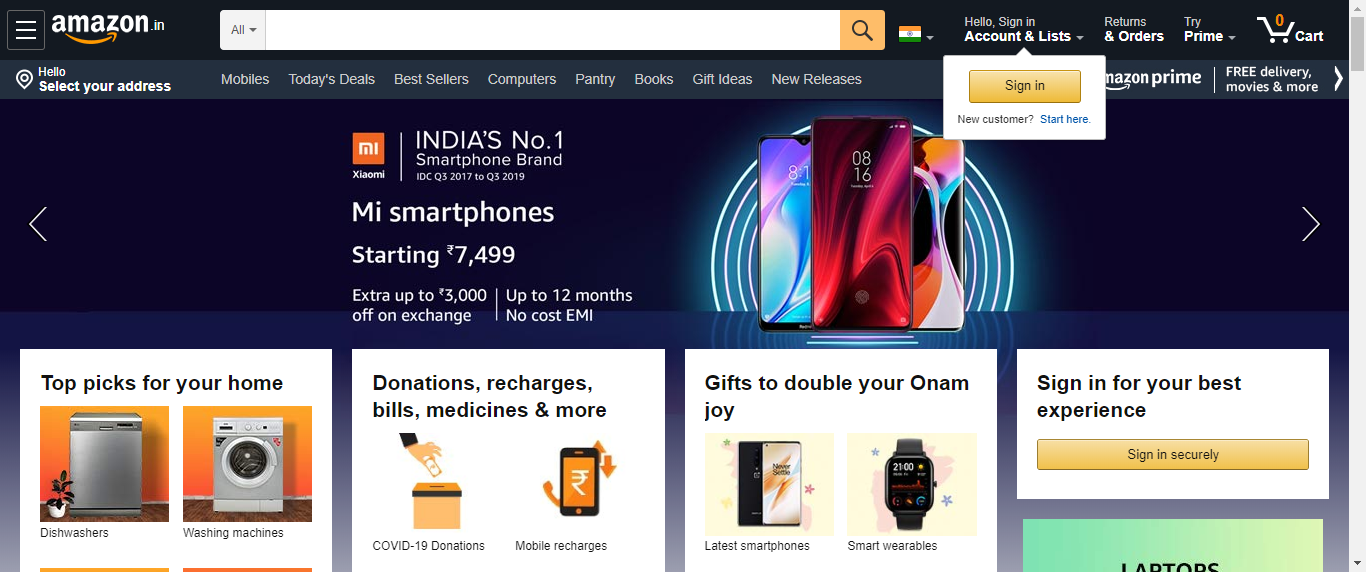 amazon.in
All
Hello, Sign in
Account & Lists
Returns
& Orders
Try
Prime
0
Cart
Hello
Select your address
Mobiles
Today's Deals
Best Sellers
Computers
Pantry
Books
Gift Ideas
New Releases
Sign in
New customer? Start here.
mazon prime
FREE delivery,
movies & more
mi
Xiaomi
INDIA'S No.1
Smartphone Brand
IDC Q3 2017 to Q3 2019
Mi smartphones
Starting ₹7,499
Extra up to ₹3,000
off on exchange
Up to 12 months
No cost EMI
08
16
Top picks for your home
Dishwashers
Washing machines
Donations, recharges,
bills, medicines & more
₹
COVID-19 Donations
Mobile recharges
Gifts to double your Onam
joy
Never
Settle
21:00
Latest smartphones
Smart wearables
Sign in for your best
experience
Sign in securely
LAPTOPS